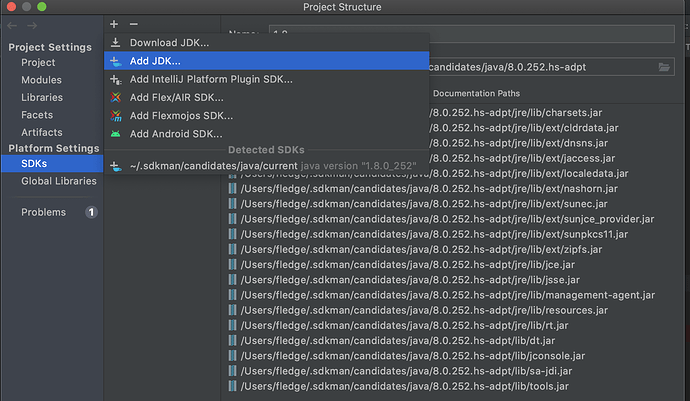 Project Structure
Project Settings
Project
Modules
Libraries
Facets
Artifacts
Platform Settings
SDKs
Global Libraries
Problems 1
Name: 1.8
Download JDK...
Add JDK...
Add IntelliJ Platform Plugin SDK...
Add Flex/AIR SDK...
Add Flexmojos SDK...
Add Android SDK...
Detected SDKs
~/.sdkman/candidates/java/current java version "1.8.0_252"
candidates/java/8.0.252.hs-adpt
Documentation Paths
8.0.252.hs-adpt/jre/lib/charsets.jar
8.0.252.hs-adpt/jre/lib/ext/cldrdata.jar
8.0.252.hs-adpt/jre/lib/ext/dnsns.jar
8.0.252.hs-adpt/jre/lib/ext/jaccess.jar
8.0.252.hs-adpt/jre/lib/ext/localedata.jar
/Users/fledge/.sdkman/candidates/java/8.0.252.hs-adpt/jre/lib/ext/nashorn.jar
/Users/fledge/.sdkman/candidates/java/8.0.252.hs-adpt/jre/lib/ext/sunec.jar
/Users/fledge/.sdkman/candidates/java/8.0.252.hs-adpt/jre/lib/ext/sunjce_provider.jar
/Users/fledge/.sdkman/candidates/java/8.0.252.hs-adpt/jre/lib/ext/sunpkcs11.jar
/Users/fledge/.sdkman/candidates/java/8.0.252.hs-adpt/jre/lib/ext/zipfs.jar
/Users/fledge/.sdkman/candidates/java/8.0.252.hs-adpt/jre/lib/jce.jar
/Users/fledge/.sdkman/candidates/java/8.0.252.hs-adpt/jre/lib/jsse.jar
/Users/fledge/.sdkman/candidates/java/8.0.252.hs-adpt/jre/lib/management-agent.jar
/Users/fledge/.sdkman/candidates/java/8.0.252.hs-adpt/jre/lib/resources.jar
/Users/fledge/.sdkman/candidates/java/8.0.252.hs-adpt/jre/lib/rt.jar
/Users/fledge/.sdkman/candidates/java/8.0.252.hs-adpt/lib/dt.jar
/Users/fledge/.sdkman/candidates/java/8.0.252.hs-adpt/lib/jconsole.jar
/Users/fledge/.sdkman/candidates/java/8.0.252.hs-adpt/lib/sa-jdi.jar
/Users/fledge/.sdkman/candidates/java/8.0.252.hs-adpt/lib/tools.jar